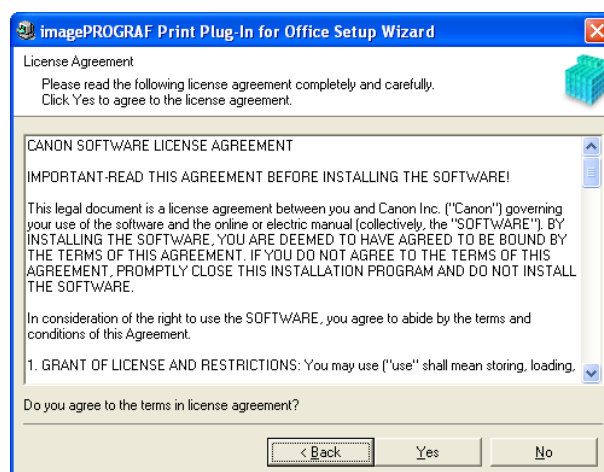 imagePROGRAF Print Plug-In for Office Setup Wizard
License Agreement
Please read the following license agreement completely and carefully.
Click Yes to agree to the license agreement.
CANON SOFTWARE LICENSE AGREEMENT
IMPORTANT-READ THIS AGREEMENT BEFORE INSTALLING THE SOFTWARE!
This legal document is a license agreement between you and Canon Inc. ("Canon") governing
your use of the software and the online or electric manual (collectively, the "SOFTWARE"). BY
INSTALLING THE SOFTWARE, YOU ARE DEEMED TO HAVE AGREED TO BE BOUND BY
THE TERMS OF THIS AGREEMENT. IF YOU DO NOT AGREE TO THE TERMS OF THIS
AGREEMENT, PROMPTLY CLOSE THIS INSTALLATION PROGRAM AND DO NOT INSTALL
THE SOFTWARE.
In consideration of the right to use the SOFTWARE, you agree to abide by the terms and
conditions of this Agreement.
1. GRANT OF LICENSE AND RESTRICTIONS: You may use ("use" shall mean storing, loading,
Do you agree to the terms in license agreement?
< Back Yes No